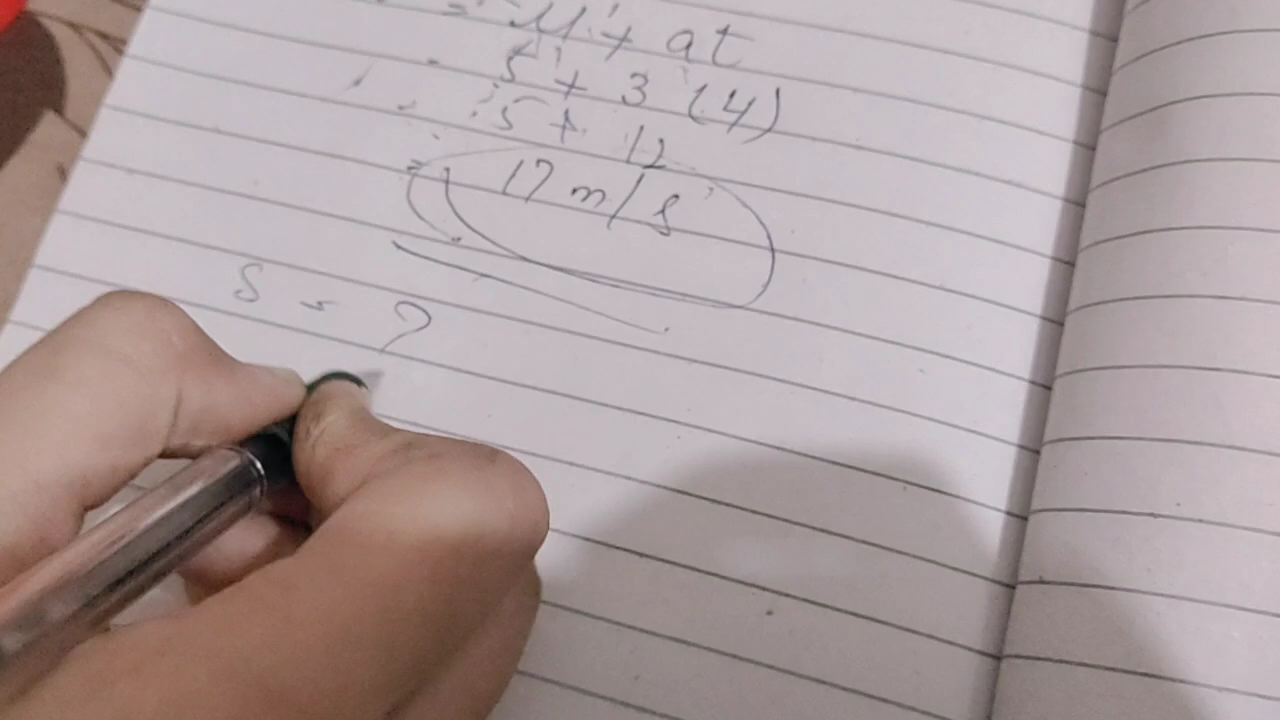 = u + at
5 + 3 (4)
= 5 + 12
= 17 m/s
S = ?